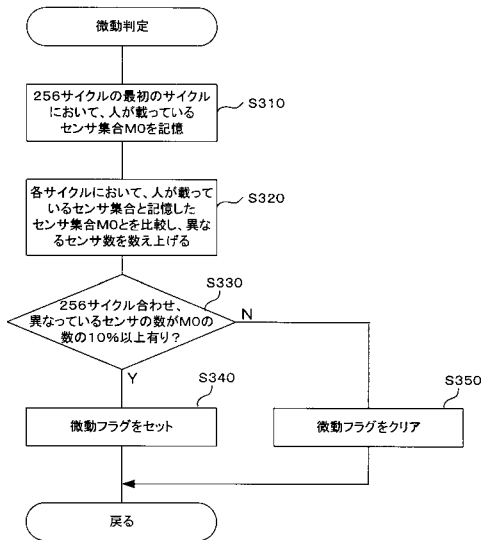 微動判定
256サイクルの最初のサイクル
において、人が載っている
センサ集合M0を記憶
S310
各サイクルにおいて、人が載って
いるセンサ集合と記憶した
センサ集合M0とを比較し、異な
るセンサ数を数え上げる
S320
256サイクル合わせ、
異なっているセンサの数がM0の
数の10%以上有り?
S330
N
Y
微動フラグをセット
S340
微動フラグをクリア
S350
戻る